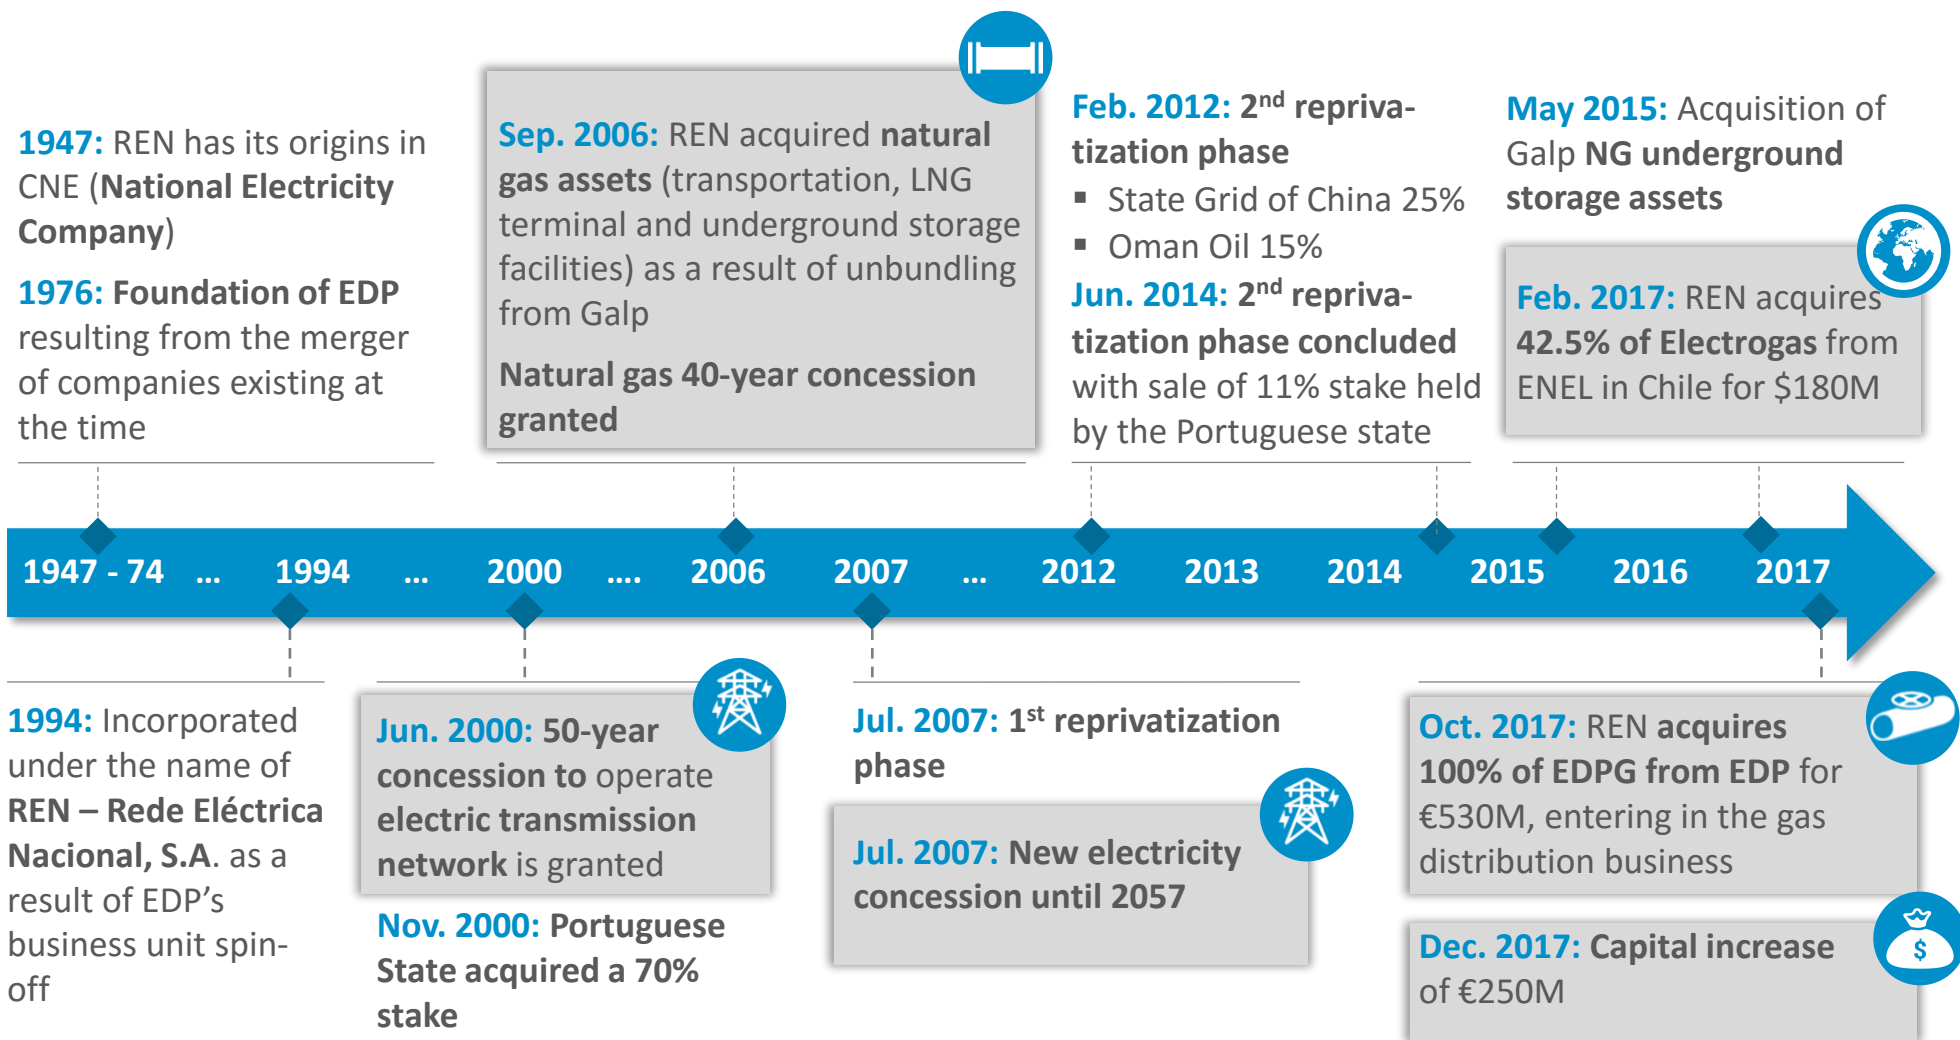 1947: REN has its origins in
CNE (National Electricity
Company)
1976: Foundation of EDP
resulting from the merger
of companies existing at
the time
Sep. 2006: REN acquired natural
gas assets (transportation, LNG
terminal and underground storage
facilities) as a result of unbundling
from Galp
Natural gas 40-year concession
granted
Feb. 2012: 2nd repriva-
tization phase
▪ State Grid of China 25%
▪ Oman Oil 15%
Jun. 2014: 2nd repriva-
tization phase concluded
with sale of 11% stake held
by the Portuguese state
May 2015: Acquisition of
Galp NG underground
storage assets
Feb. 2017: REN acquires
42.5% of Electrogas from
ENEL in Chile for $180M
1947 - 74 ... 1994 ... 2000 .... 2006 2007 ... 2012 2013 2014 2015 2016 2017
1994: Incorporated
under the name of
REN – Rede Eléctrica
Nacional, S.A. as a
result of EDP’s
business unit spin-
off
Jun. 2000: 50-year
concession to operate
electric transmission
network is granted
Nov. 2000: Portuguese
State acquired a 70%
stake
Jul. 2007: 1st reprivatization
phase
Jul. 2007: New electricity
concession until 2057
Oct. 2017: REN acquires
100% of EDPG from EDP for
€530M, entering in the gas
distribution business
Dec. 2017: Capital increase
of €250M
$